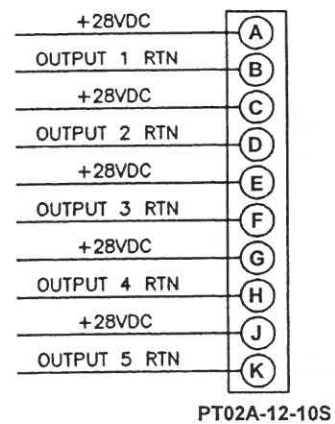 +28VDC A
OUTPUT 1 RTN B
+28VDC C
OUTPUT 2 RTN D
+28VDC E
OUTPUT 3 RTN F
+28VDC G
OUTPUT 4 RTN H
+28VDC J
OUTPUT 5 RTN K
PT02A-12-10S